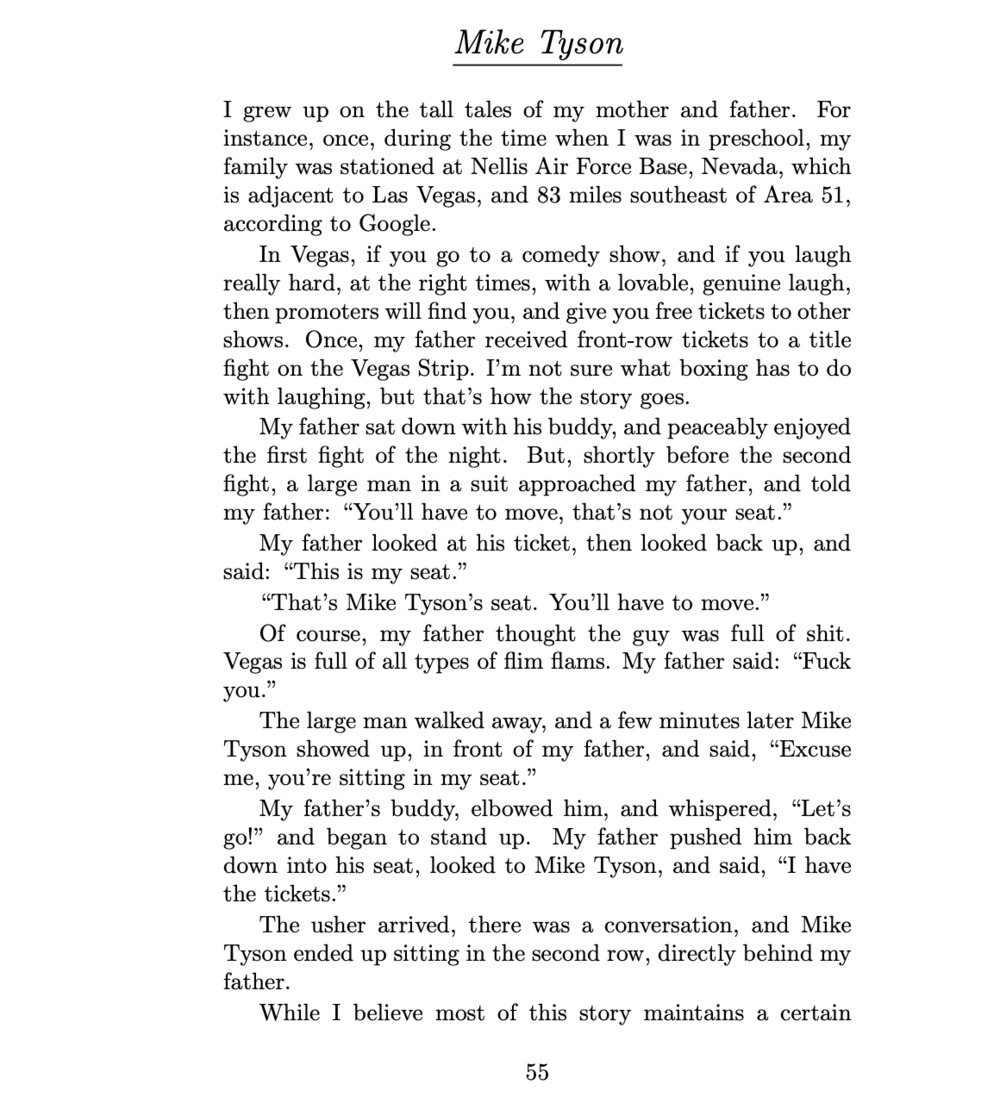 Mike Tyson
I grew up on the tall tales of my mother and father. For
instance, once, during the time when I was in preschool, my
family was stationed at Nellis Air Force Base, Nevada, which
is adjacent to Las Vegas, and 83 miles southeast of Area 51,
according to Google.
In Vegas, if you go to a comedy show, and if you laugh
really hard, at the right times, with a lovable, genuine laugh,
then promoters will find you, and give you free tickets to other
shows. Once, my father received front-row tickets to a title
fight on the Vegas Strip. I'm not sure what boxing has to do
with laughing, but that's how the story goes.
My father sat down with his buddy, and peaceably enjoyed
the first fight of the night. But, shortly before the second
fight, a large man in a suit approached my father, and told
my father: “You'll have to move, that's not your seat.”
My father looked at his ticket, then looked back up, and
said: “This is my seat.”
“That's Mike Tyson's seat. You'll have to move.”
Of course, my father thought the guy was full of shit.
Vegas is full of all types of flim flams. My father said: “Fuck
you.”
The large man walked away, and a few minutes later Mike
Tyson showed up, in front of my father, and said, “Excuse
me, you're sitting in my seat.”
My father's buddy, elbowed him, and whispered, “Let's
go!” and began to stand up. My father pushed him back
down into his seat, looked to Mike Tyson, and said, “I have
the tickets.”
The usher arrived, there was a conversation, and Mike
Tyson ended up sitting in the second row, directly behind my
father.
While I believe most of this story maintains a certain
55